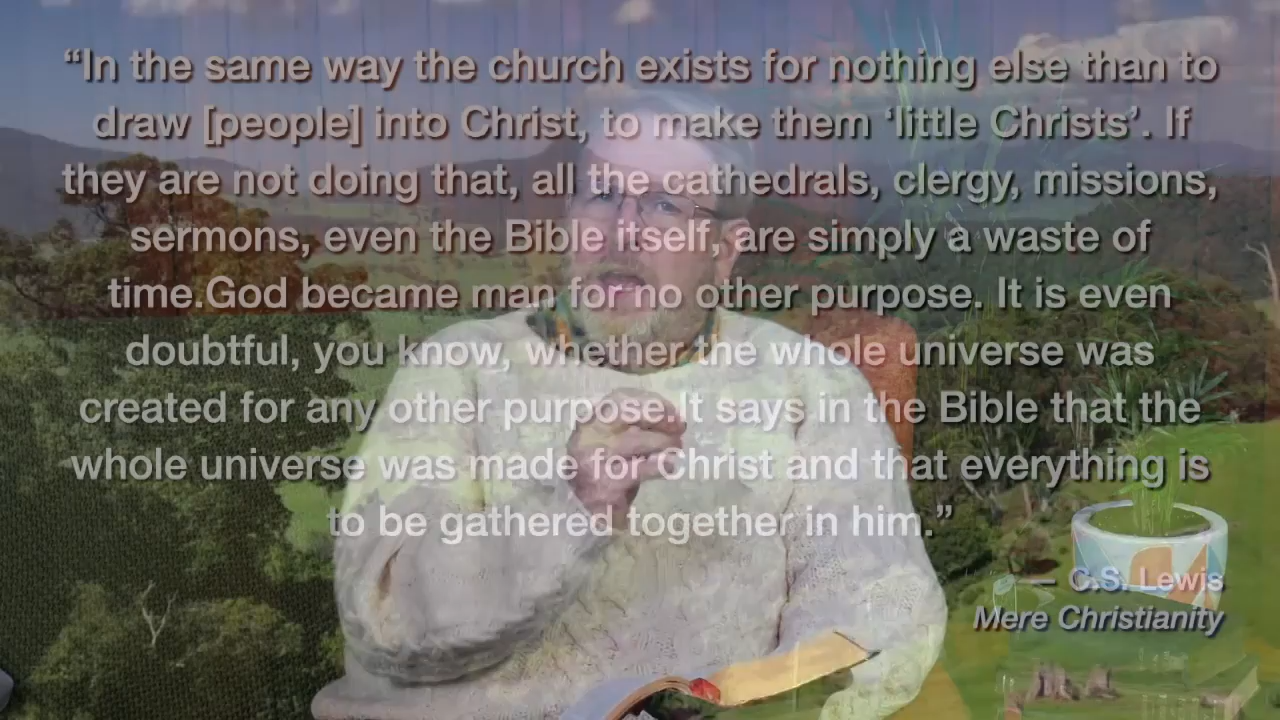 “In the same way the church exists for nothing else than to
draw [people] into Christ, to make them ‘little Christs’. If
they are not doing that, all the cathedrals, clergy, missions,
sermons, even the Bible itself, are simply a waste of
time.God became man for no other purpose. It is even
doubtful, you know, whether the whole universe was
created for any other purpose.It says in the Bible that the
whole universe was made for Christ and that everything is
to be gathered together in him.”
— C.S. Lewis
Mere Christianity